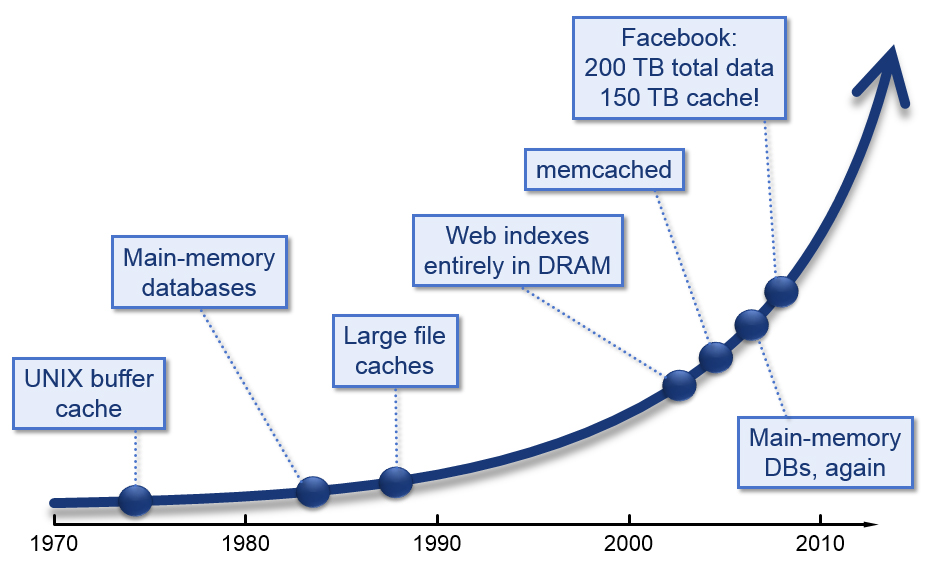 Facebook:
200 TB total data
150 TB cache!
memcached
Web indexes
entirely in DRAM
Main-memory
databases
Large file
caches
UNIX buffer
cache
Main-memory
DBs, again
1970
1980
1990
2000
2010